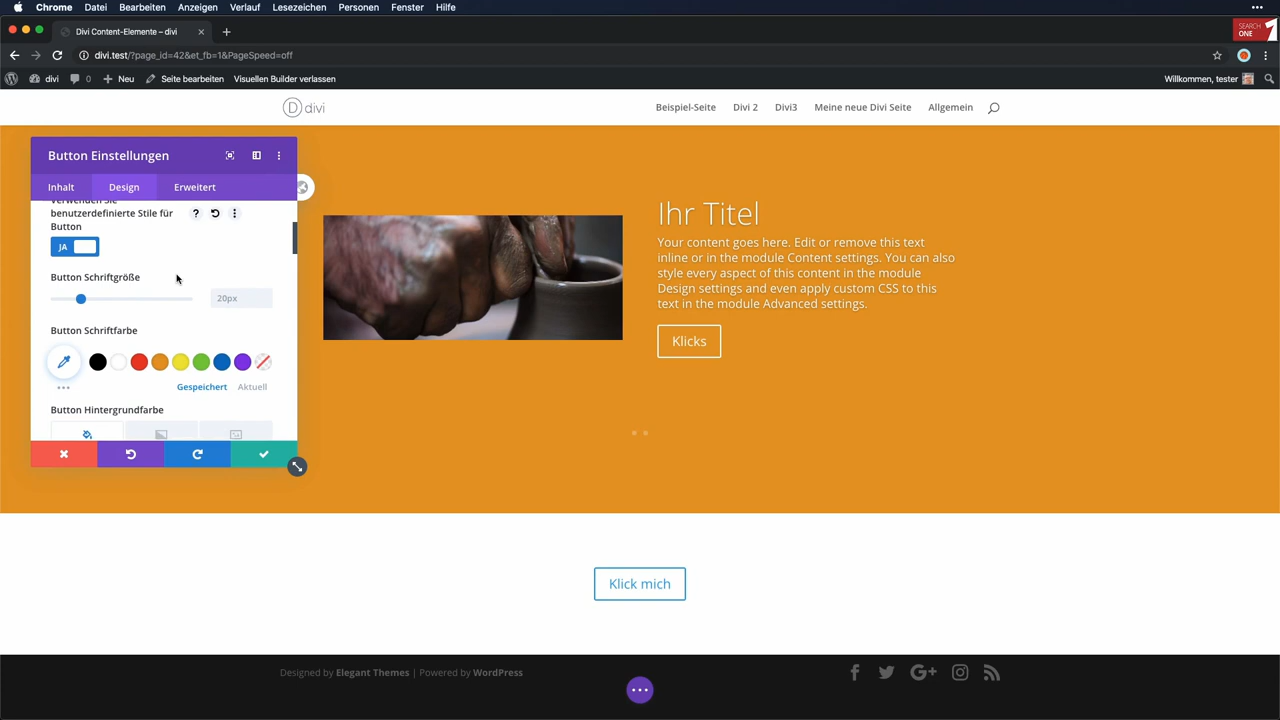 Chrome Datei Bearbeiten Anzeigen Verlauf Lesezeichen Personen Fenster Hilfe
Divi Content-Elemente – divi
SEARCH
ONE 1
divi.test/?page_id=42&et_fb=1&PageSpeed=off
divi 0 Neu Seite bearbeiten Visuellen Builder verlassen Willkommen, tester
D divi Beispiel-Seite Divi 2 Divi3 Meine neue Divi Seite Allgemein
Button Einstellungen
Inhalt Design Erweitert
Verwenden Sie
benutzerdefinierte Stile für
Button
JA
Button Schriftgröße
20px
Button Schriftfarbe
Gespeichert Aktuell
Button Hintergrundfarbe
Ihr Titel
Your content goes here. Edit or remove this text
inline or in the module Content settings. You can also
style every aspect of this content in the module
Design settings and even apply custom CSS to this
text in the module Advanced settings.
Klicks
Klick mich
Designed by Elegant Themes | Powered by WordPress